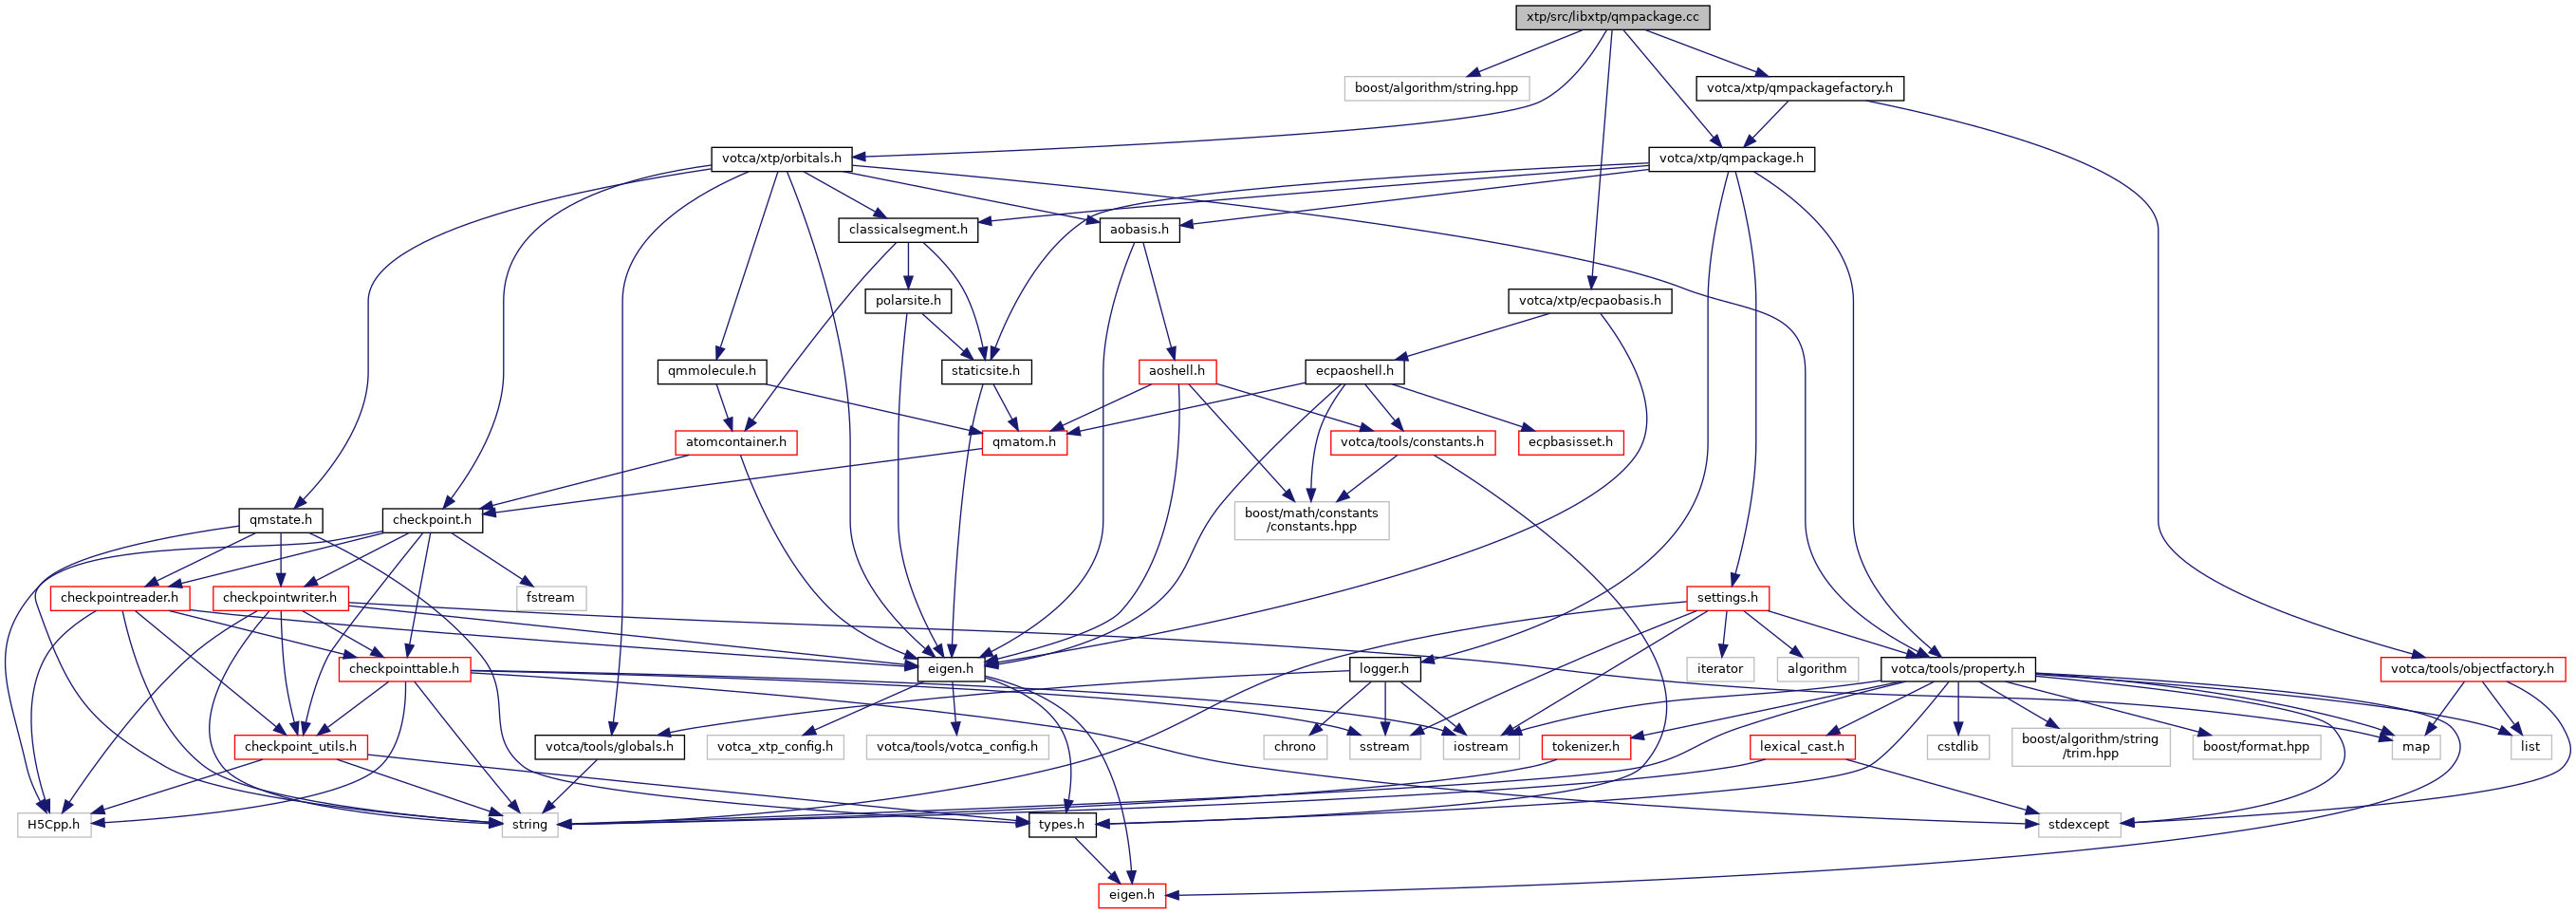 xtp/src/libxtp/qmpackage.cc
boost/algorithm/string.hpp
votca/xtp/qmpackagefactory.h
votca/xtp/orbitals.h
votca/xtp/qmpackage.h
classicalsegment.h
aobasis.h
polarsite.h
votca/xtp/ecpaobasis.h
qmmolecule.h
staticsite.h
aoshell.h
ecpaoshell.h
atomcontainer.h
qmatom.h
votca/tools/constants.h
ecpbasisset.h
qmstate.h
checkpoint.h
boost/math/constants
/constants.hpp
checkpointreader.h
checkpointwriter.h
fstream
settings.h
checkpointtable.h
eigen.h
logger.h
iterator
algorithm
votca/tools/property.h
votca/tools/objectfactory.h
checkpoint_utils.h
votca/tools/globals.h
votca_xtp_config.h
votca/tools/votca_config.h
chrono
sstream
iostream
tokenizer.h
lexical_cast.h
cstdlib
boost/algorithm/string
/trim.hpp
boost/format.hpp
map
list
H5Cpp.h
string
types.h
stdexcept
eigen.h